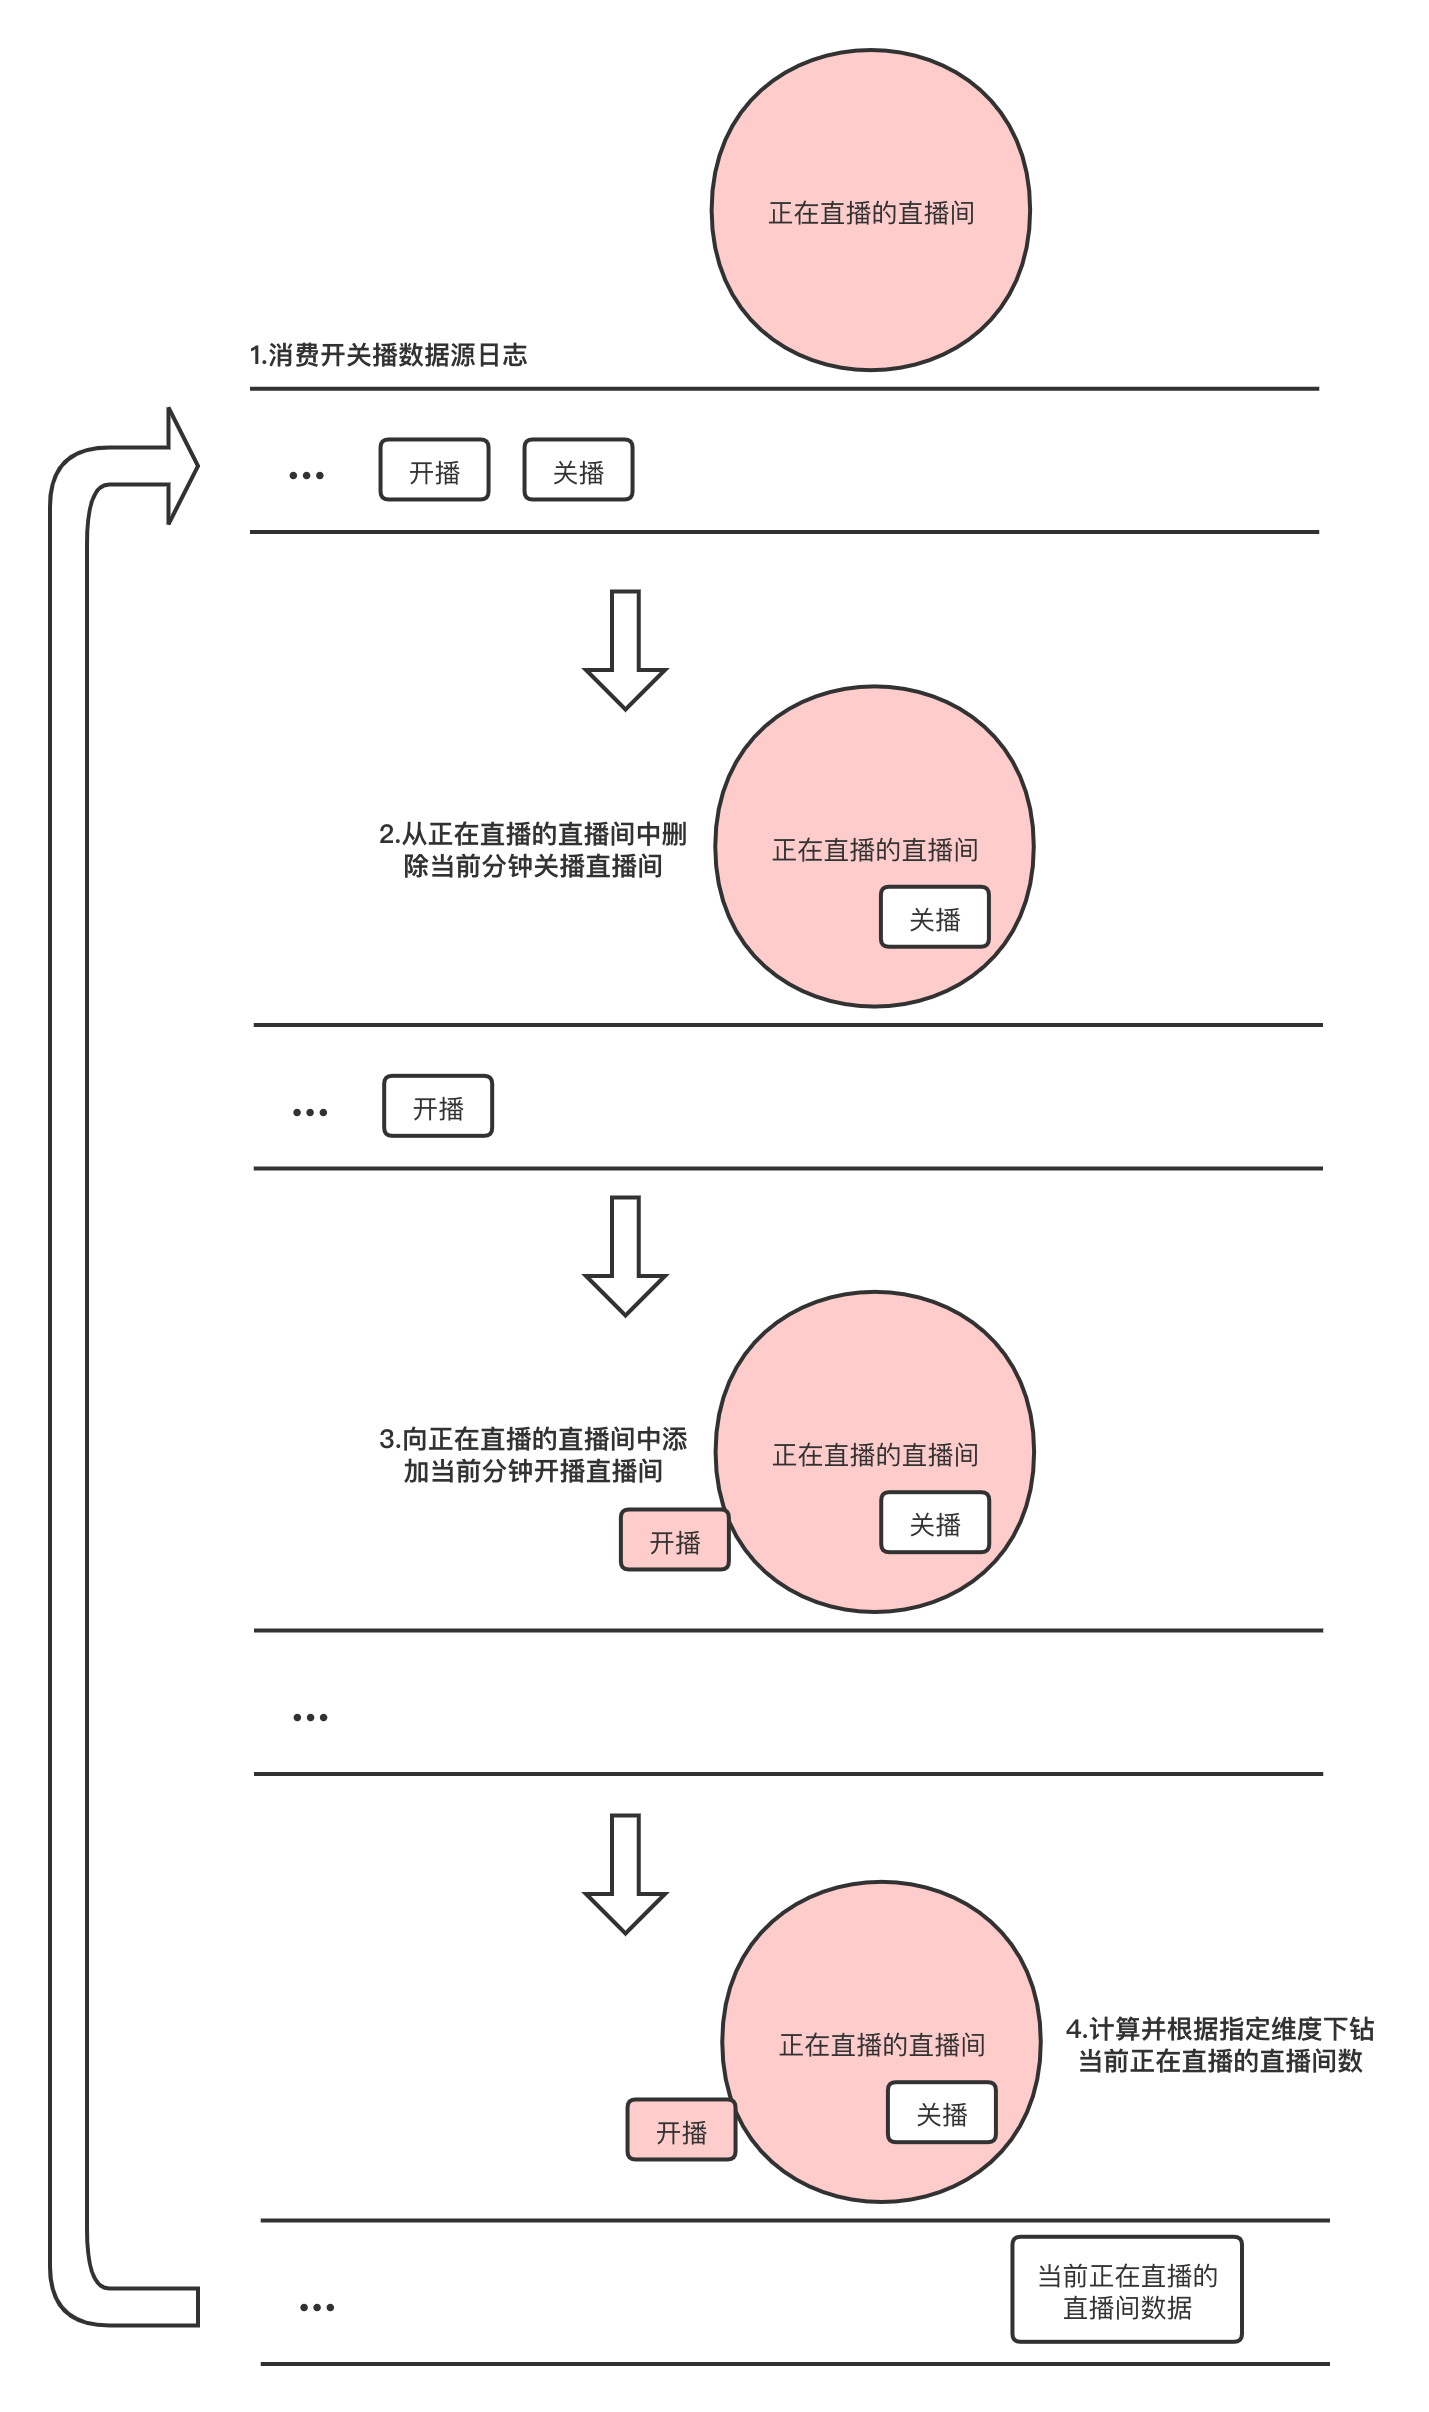 正在直播的直播间
1.消费开关播数据源日志
... 开播 关播
正在直播的直播间
2.从正在直播的直播间中删
除当前分钟关播直播间
关播
... 开播
3.向正在直播的直播间中添
加当前分钟开播直播间
正在直播的直播间
开播
关播
...
正在直播的直播间
4.计算并根据指定维度下钻
当前正在直播的直播间数
开播
关播
...
当前正在直播的
直播间数据